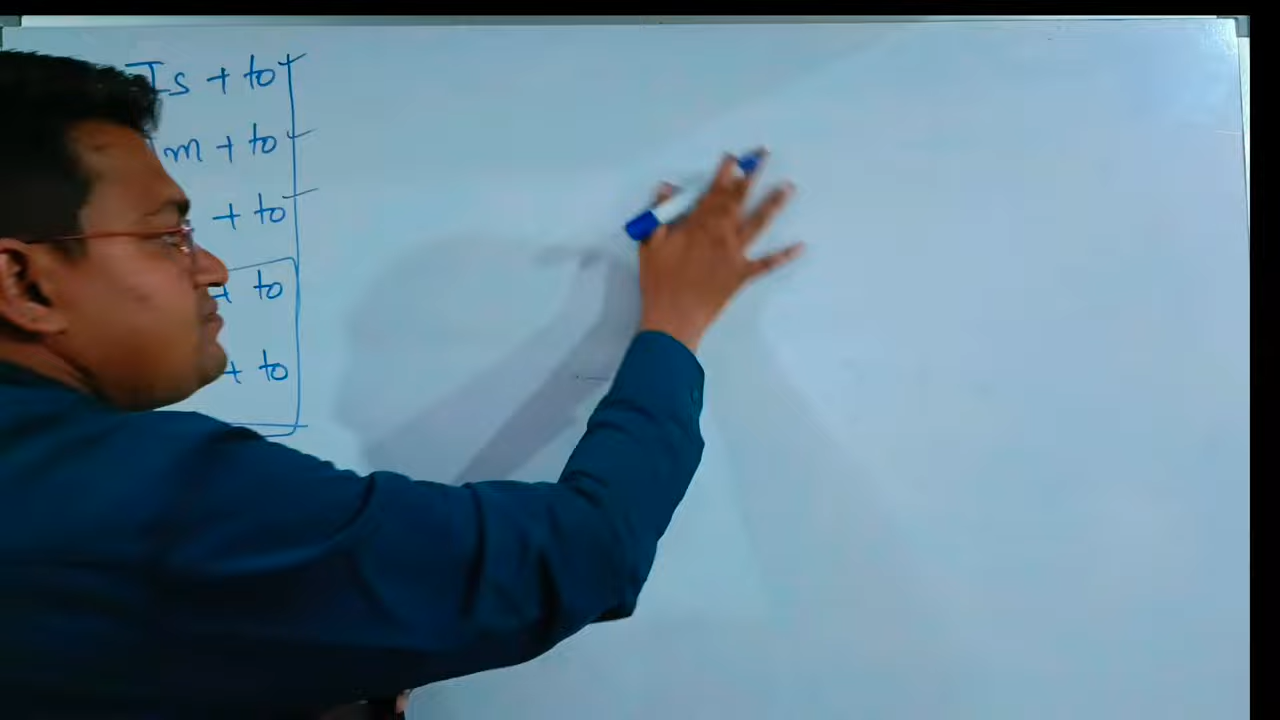 Is + to
m + to
+ to
+ to
+ to